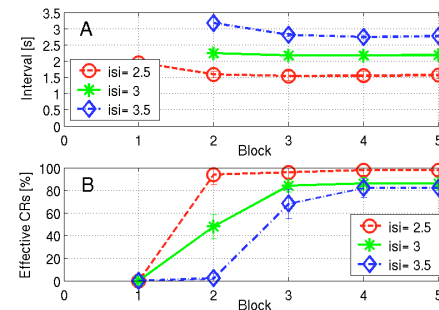 A
3.5
3
2.5
2
1.5
1
0.5
0
Interval [s]
isi= 2.5
isi= 3
isi= 3.5
0
1
2
3
4
5
Block
B
100
80
60
40
20
0
Effective CRs [%]
isi= 2.5
isi= 3
isi= 3.5
0
1
2
3
4
5
Block